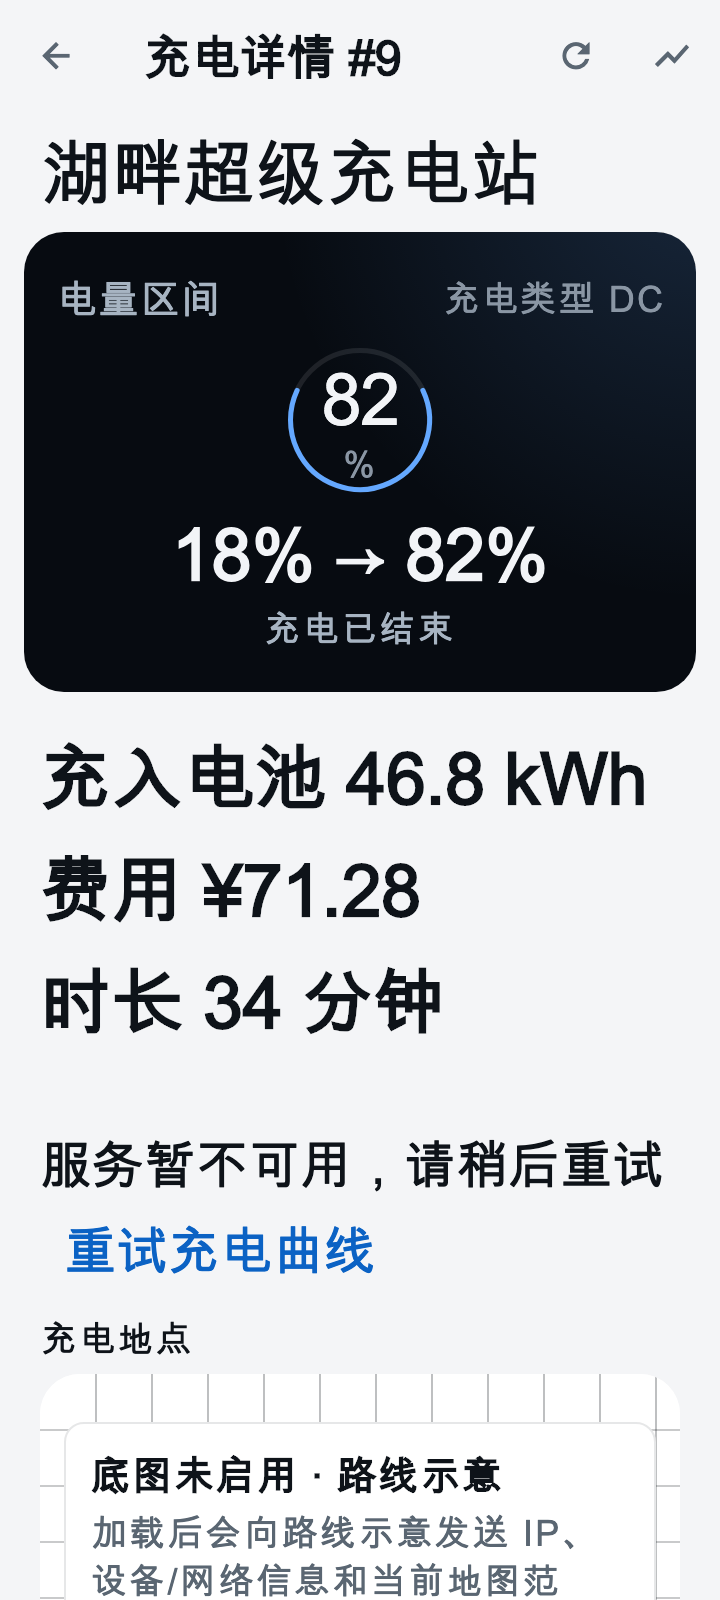 充电详情 #9
湖畔超级充电站
电量区间
充电类型 DC
82
%
18% → 82%
充电已结束
充入电池 46.8 kWh
费用 ¥71.28
时长 34 分钟
服务暂不可用，请稍后重试
重试充电曲线
充电地点
底图未启用 · 路线示意
加载后会向路线示意发送 IP、
设备/网络信息和当前地图范